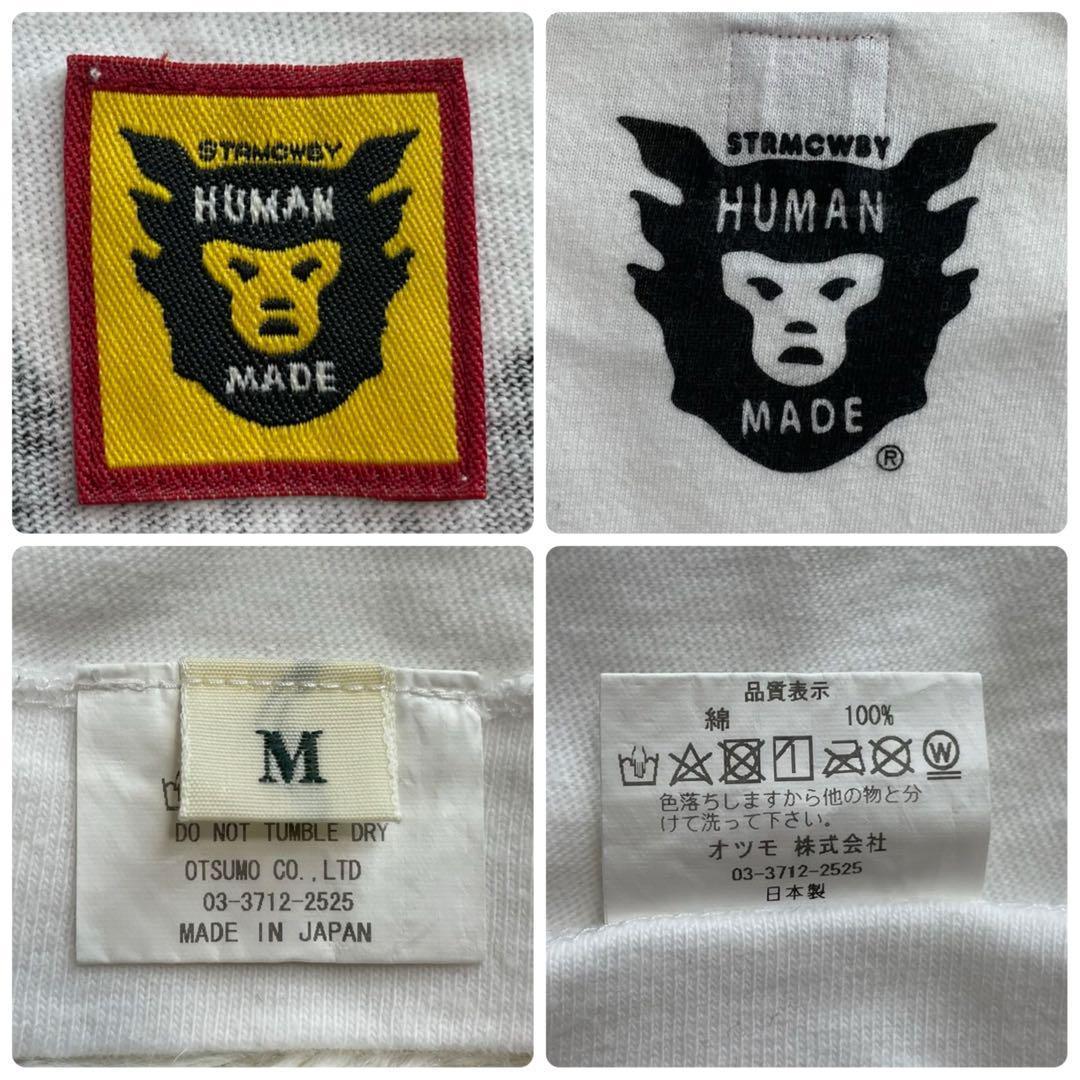 STRMCWBY
HUMAN
MADE
STRMCWBY
HUMAN
MADE
®
M
DO NOT TUMBLE DRY
OTSUMO CO.,LTD
03-3712-2525
MADE IN JAPAN
品質表示
綿 100%
W
色落ちしますから他の物と分
けて洗って下さい。
オツモ 株式会社
03-3712-2525
日本製